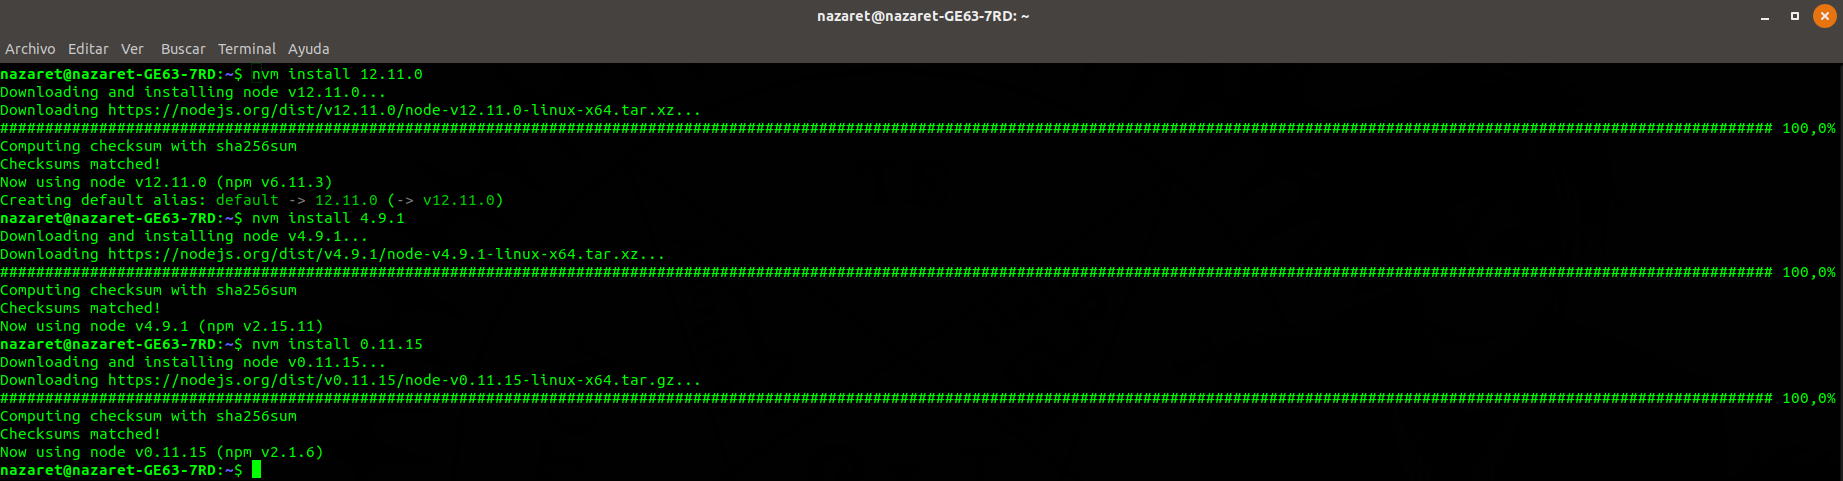 nazaret@nazaret-GE63-7RD: ~
Archivo Editar Ver Buscar Terminal Ayuda
nazaret@nazaret-GE63-7RD:~$ nvm install 12.11.0
Downloading and installing node v12.11.0...
Downloading https://nodejs.org/dist/v12.11.0/node-v12.11.0-linux-x64.tar.xz...
##################################################################################################################################################################################################### 100,0%
Computing checksum with sha256sum
Checksums matched!
Now using node v12.11.0 (npm v6.11.3)
Creating default alias: default -> 12.11.0 (-> v12.11.0)
nazaret@nazaret-GE63-7RD:~$ nvm install 4.9.1
Downloading and installing node v4.9.1...
Downloading https://nodejs.org/dist/v4.9.1/node-v4.9.1-linux-x64.tar.xz...
##################################################################################################################################################################################################### 100,0%
Computing checksum with sha256sum
Checksums matched!
Now using node v4.9.1 (npm v2.15.11)
nazaret@nazaret-GE63-7RD:~$ nvm install 0.11.15
Downloading and installing node v0.11.15...
Downloading https://nodejs.org/dist/v0.11.15/node-v0.11.15-linux-x64.tar.gz...
##################################################################################################################################################################################################### 100,0%
Computing checksum with sha256sum
Checksums matched!
Now using node v0.11.15 (npm v2.1.6)
nazaret@nazaret-GE63-7RD:~$